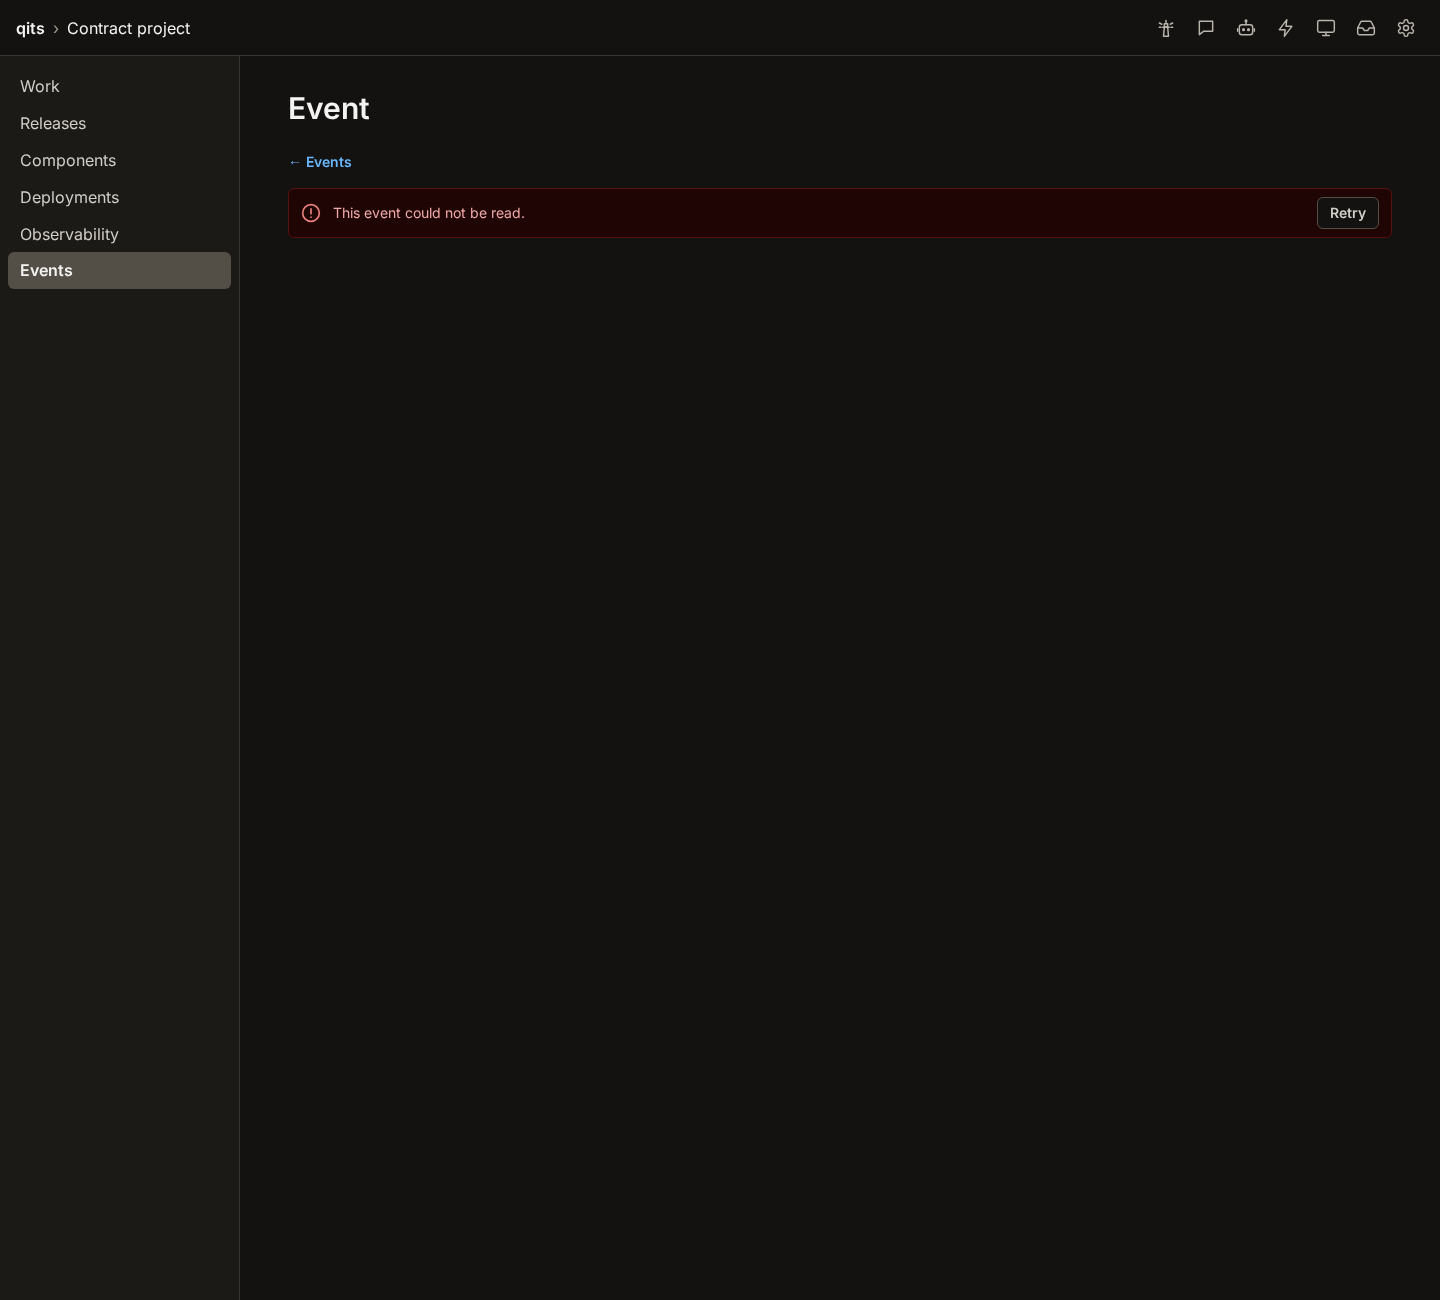 qits › Contract project
Work
Releases
Components
Deployments
Observability
Events
Event
← Events
This event could not be read.
Retry